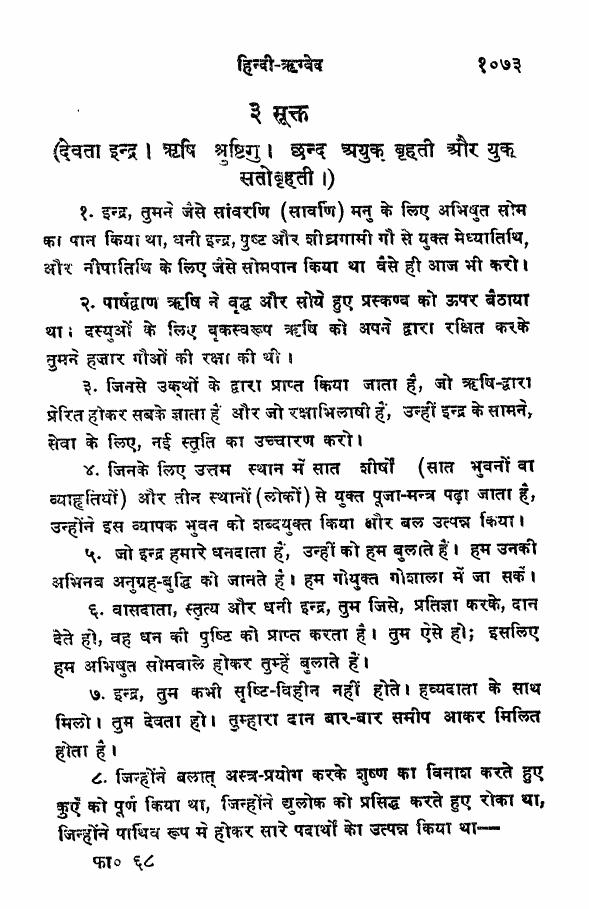 हिन्दी-ऋग्वेद १०७३
३ सूक्त
(देवता इन्द्र। ऋषि श्रुष्टिगु। छन्द अयुक् बृहती और युक्
सतोबृहती।)
१. इन्द्र, तुमने जैसे सांवरणि (सार्वाण) मनु के लिए अभिषुत सोम
का पान किया था, धनी इन्द्र, पुष्ट और शीघ्रगामी गौ से युक्त मेध्यातिथि,
और नीपातिथि के लिए जैसे सोमपान किया था वैसे ही आज भी करो।
२. पार्षद्वाण ऋषि ने वृद्ध और सोये हुए प्रस्कण्व को ऊपर बैठाया
था। दस्युओं के लिए वृकस्वरूप ऋषि को अपने द्वारा रक्षित करके
तुमने हजार गौओं की रक्षा की थी।
३. जिनसे उक्थों के द्वारा प्राप्त किया जाता है, जो ऋषि-द्वारा
प्रेरित होकर सबके ज्ञाता हैं और जो रक्षाभिलाषी हैं, उन्हीं इन्द्र के सामने,
सेवा के लिए, नई स्तुति का उच्चारण करो।
४. जिनके लिए उत्तम स्थान में सात शीर्षों (सात भुवनों वा
व्याहृतियों) और तीन स्थानों (लोकों) से युक्त पूजा-मन्त्र पढ़ा जाता है,
उन्होंने इस व्यापक भुवन को शब्दयुक्त किया और बल उत्पन्न किया।
५. जो इन्द्र हमारे धनदाता हैं, उन्हीं को हम बुलाते हैं। हम उनकी
अभिनव अनुग्रह-बुद्धि को जानते हैं। हम गोयुक्त गोशाला में जा सकें।
६. वासदाता, स्तुत्य और धनी इन्द्र, तुम जिसे, प्रतिज्ञा करके, दान
देते हो, वह धन की पुष्टि को प्राप्त करता है। तुम ऐसे हो; इसलिए
हम अभिषुत सोमवाले होकर तुम्हें बुलाते हैं।
७. इन्द्र, तुम कभी सृष्टि-विहीन नहीं होते। हव्यदाता के साथ
मिलो। तुम देवता हो। तुम्हारा दान बार-बार समीप आकर मिलित
होता है।
८. जिन्होंने बलात् अस्त्र-प्रयोग करके शुष्ण का विनाश करते हुए
कुएँ को पूर्ण किया था, जिन्होंने द्युलोक को प्रसिद्ध करते हुए रोका था,
जिन्होंने पार्थिव रूप में होकर सारे पदार्थों को उत्पन्न किया था—
फा० ६८